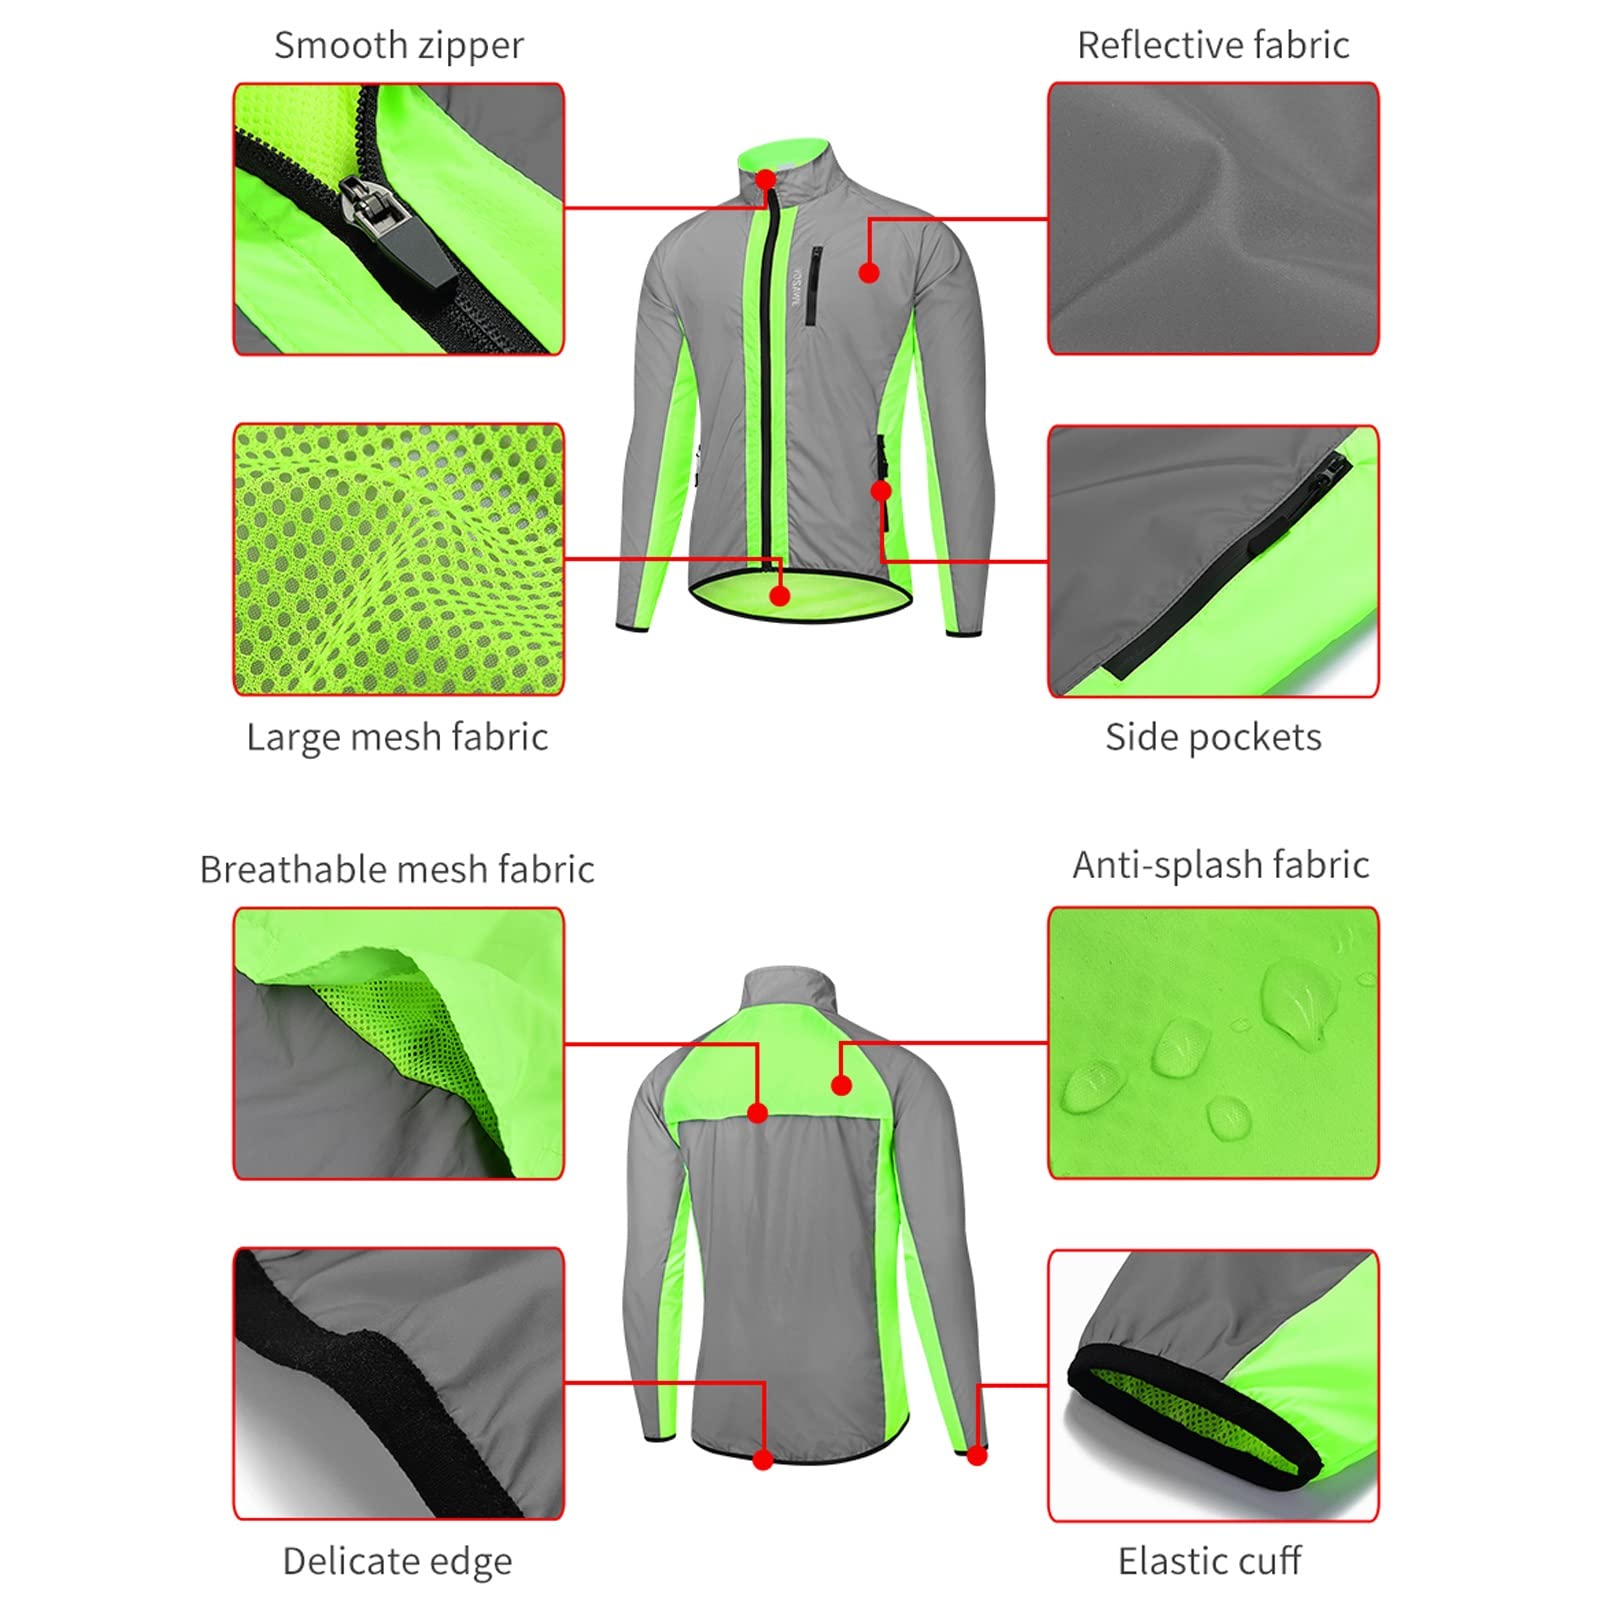 Smooth zipper
Reflective fabric
VOSAWE
Large mesh fabric
Side pockets
Breathable mesh fabric
Anti-splash fabric
Delicate edge
Elastic cuff